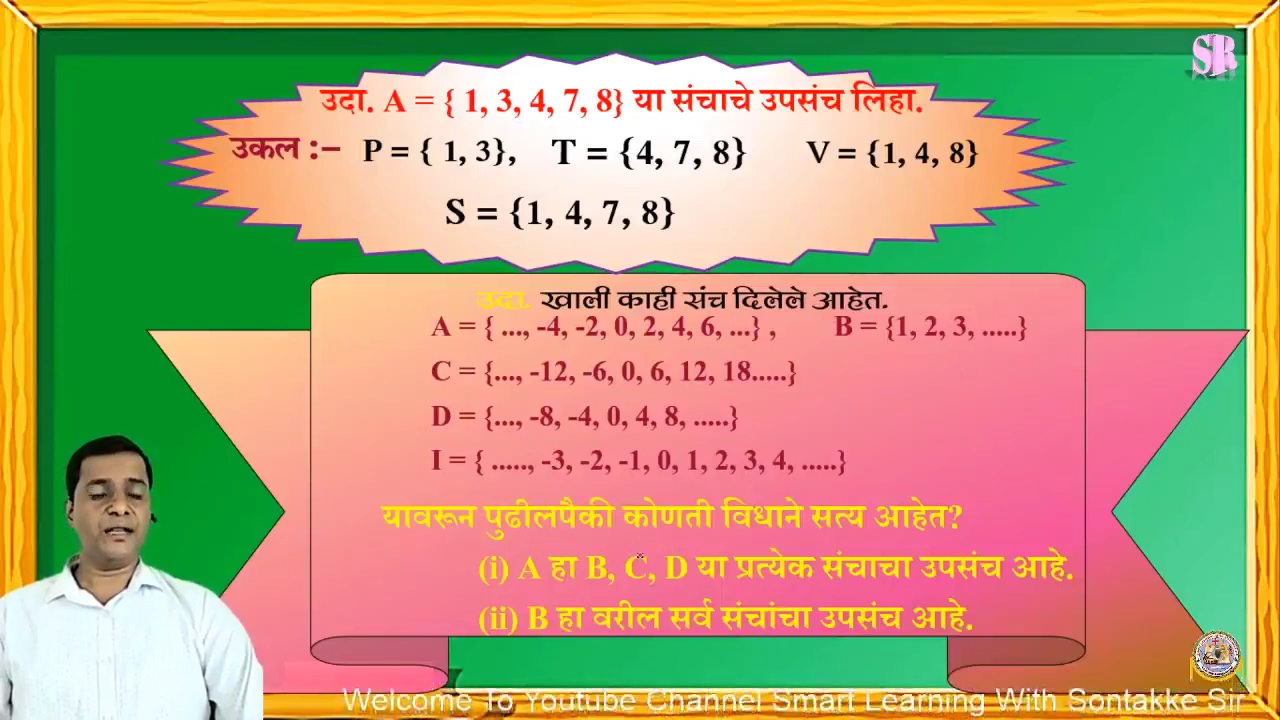 SR
उदा. A = { 1, 3, 4, 7, 8} या संचाचे उपसंच लिहा.
उकल :– P = { 1, 3}, T = {4, 7, 8} V = {1, 4, 8}
S = {1, 4, 7, 8}
उदा. खाली काही संच दिलेले आहेत.
A = { ..., -4, -2, 0, 2, 4, 6, ...} , B = {1, 2, 3, .....}
C = {..., -12, -6, 0, 6, 12, 18.....}
D = {..., -8, -4, 0, 4, 8, .....}
I = { ....., -3, -2, -1, 0, 1, 2, 3, 4, .....}
यावरून पुढीलपैकी कोणती विधाने सत्य आहेत?
(i) A हा B, C, D या प्रत्येक संचाचा उपसंच आहे.
(ii) B हा वरील सर्व संचांचा उपसंच आहे.
Welcome To Youtube Channel Smart Learning With Sontakke Sir